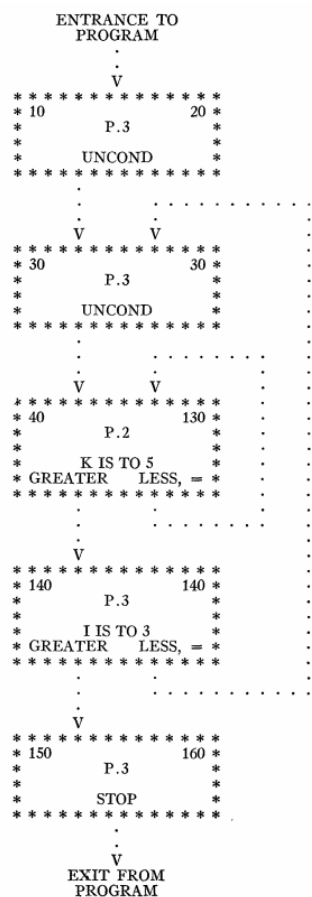 ENTRANCE TO
PROGRAM
V
10 20
P.3
UNCOND
V V
30 30
P.3
UNCOND
V V
40 130
P.2
K IS TO 5
GREATER LESS, =
V
140 140
P.3
I IS TO 3
GREATER LESS, =
V
150 160
P.3
STOP
V
EXIT FROM
PROGRAM